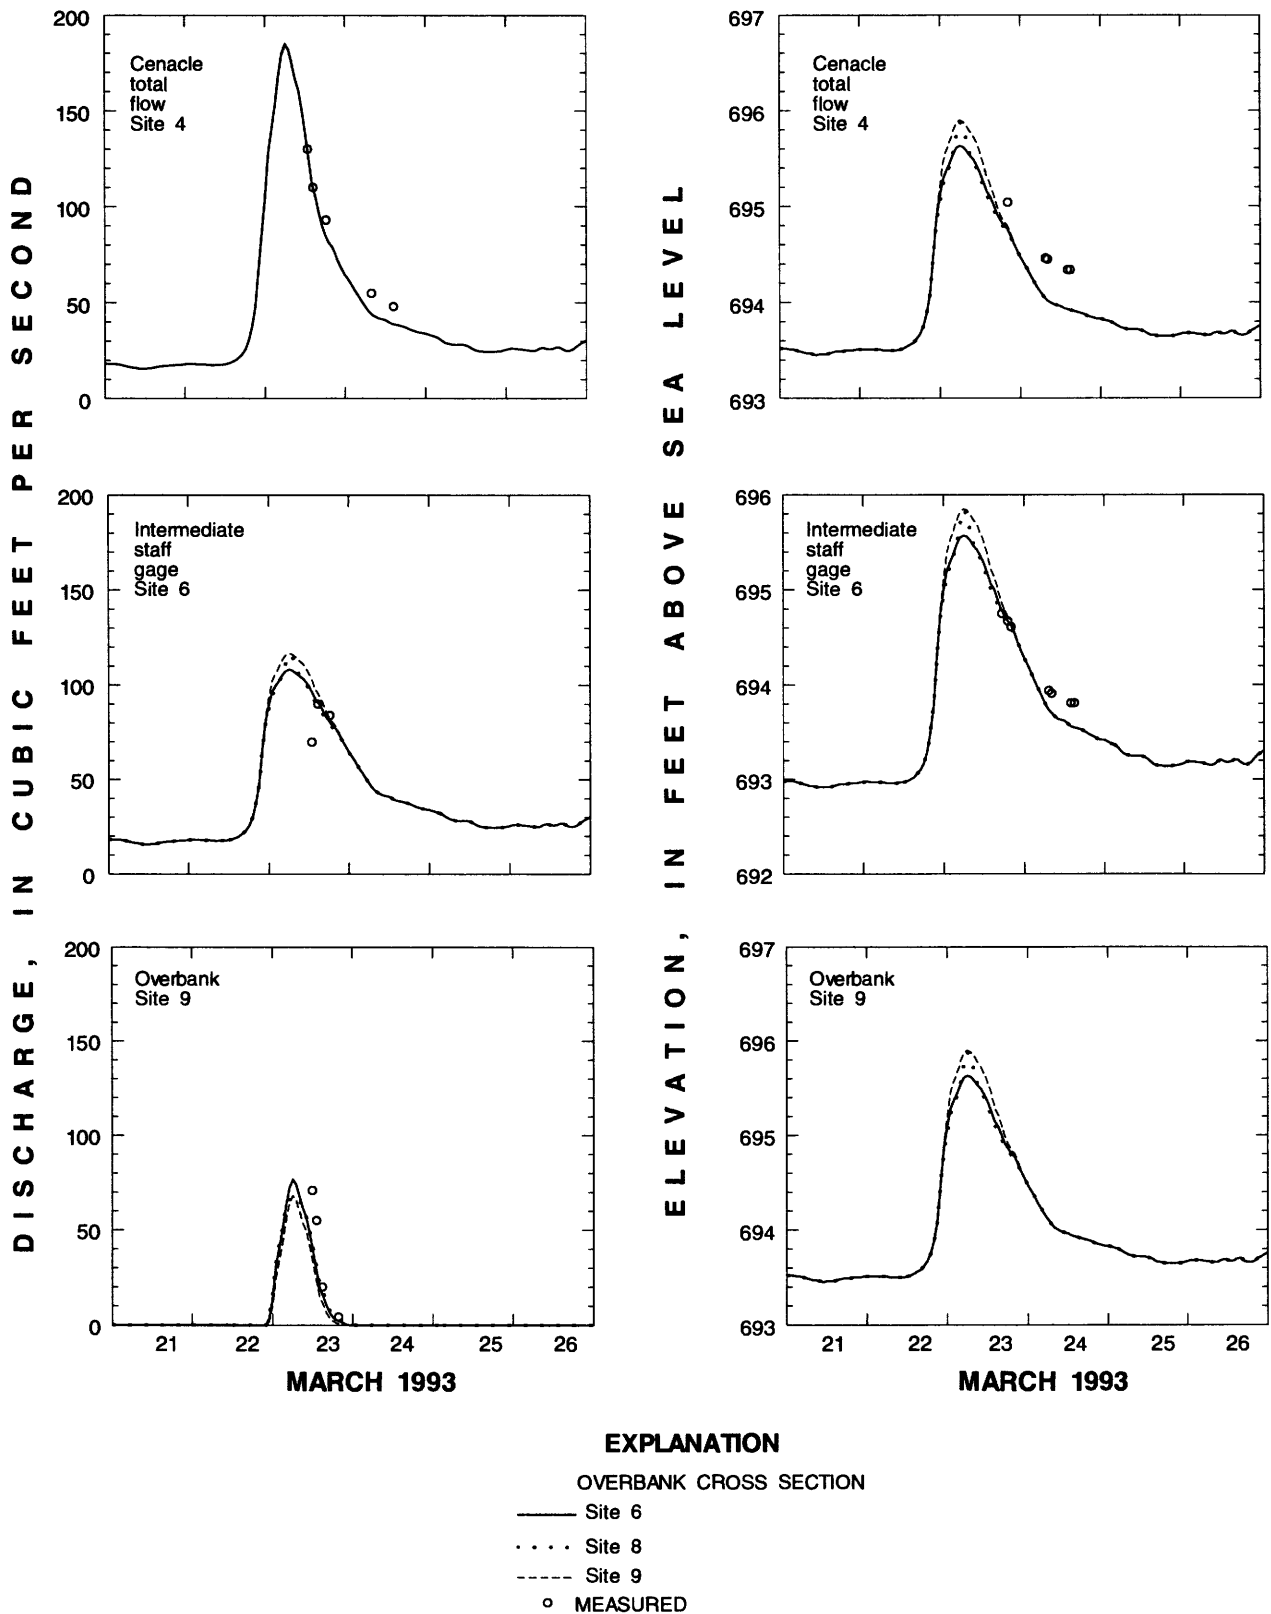 DISCHARGE, IN CUBIC FEET PER SECOND
200
150
100
50
0
Cenacle
total
flow
Site 4
200
150
100
50
0
Intermediate
staff
gage
Site 6
200
150
100
50
0
Overbank
Site 9
21 22 23 24 25 26
MARCH 1993
ELEVATION, IN FEET ABOVE SEA LEVEL
697
696
695
694
693
Cenacle
total
flow
Site 4
696
695
694
693
692
Intermediate
staff
gage
Site 6
697
696
695
694
693
Overbank
Site 9
21 22 23 24 25 26
MARCH 1993
EXPLANATION
OVERBANK CROSS SECTION
Site 6
Site 8
Site 9
MEASURED